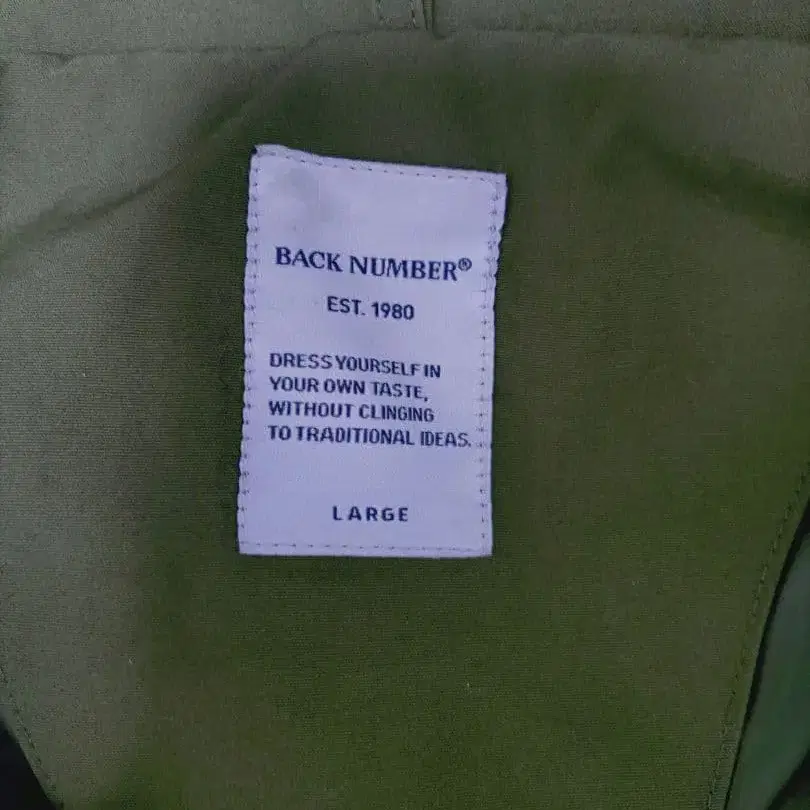 BACK NUMBER®
EST. 1980
DRESS YOURSELF IN
YOUR OWN TASTE,
WITHOUT CLINGING
TO TRADITIONAL IDEAS.
LARGE